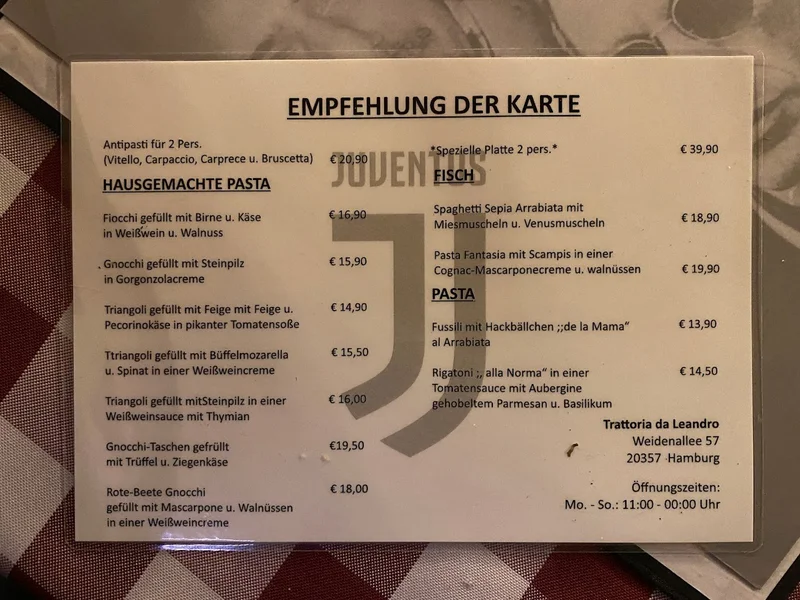 EMPFEHLUNG DER KARTE
Antipasti für 2 Pers.
(Vitello, Carpaccio, Carprece u. Bruscetta) € 20,90
HAUSGEMACHTE PASTA
Fiocchi gefüllt mit Birne u. Käse € 16,90
in Weißwein u. Walnuss
Gnocchi gefüllt mit Steinpilz € 15,90
in Gorgonzolacreme
Triangoli gefüllt mit Feige mit Feige u. € 14,90
Pecorinokäse in pikanter Tomatensoße
Ttriangoli gefüllt mit Büffelmozarella € 15,50
u. Spinat in einer Weißweincreme
Triangoli gefüllt mitSteinpilz in einer € 16,00
Weißweinsauce mit Thymian
Gnocchi-Taschen gefrüllt €19,50
mit Trüffel u. Ziegenkäse
Rote-Beete Gnocchi € 18,00
gefüllt mit Mascarpone u. Walnüssen
in einer Weißweincreme
JUVENTUS
*Spezielle Platte 2 pers.* € 39,90
FISCH
Spaghetti Sepia Arrabiata mit € 18,90
Miesmuscheln u. Venusmuscheln
Pasta Fantasia mit Scampis in einer
Cognac-Mascarponecreme u. walnüssen € 19,90
PASTA
Fussili mit Hackbällchen ;;de la Mama“ € 13,90
al Arrabiata
Rigatoni ;, alla Norma“ in einer € 14,50
Tomatensauce mit Aubergine
gehobeltem Parmesan u. Basilikum
Trattoria da Leandro
Weidenallee 57
20357 Hamburg
Öffnungszeiten:
Mo. - So.: 11:00 - 00:00 Uhr